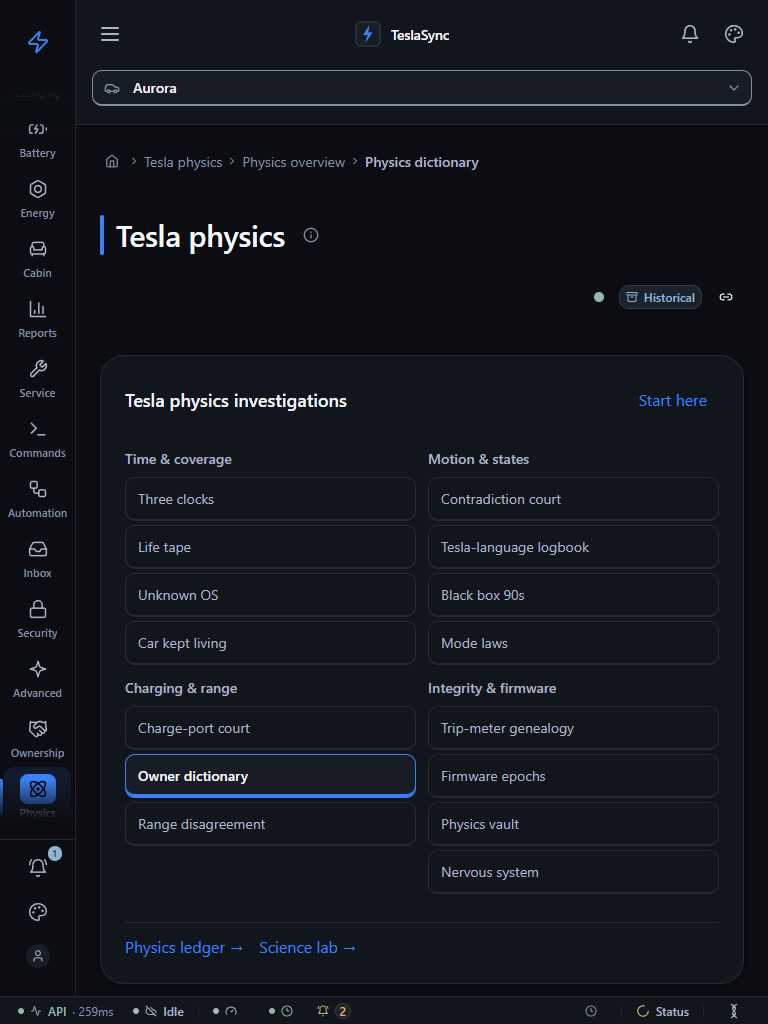 TeslaSync
Aurora
Charging
Battery
Energy
Cabin
Reports
Service
Commands
Automation
Inbox
Security
Advanced
Ownership
Physics
1
Tesla physics > Physics overview > Physics dictionary
Tesla physics
Historical
Tesla physics investigations
Start here
Time & coverage
Three clocks
Life tape
Unknown OS
Car kept living
Motion & states
Contradiction court
Tesla-language logbook
Black box 90s
Mode laws
Charging & range
Charge-port court
Owner dictionary
Range disagreement
Integrity & firmware
Trip-meter genealogy
Firmware epochs
Physics vault
Nervous system
Physics ledger → Science lab →
API · 259ms Idle 2 Status